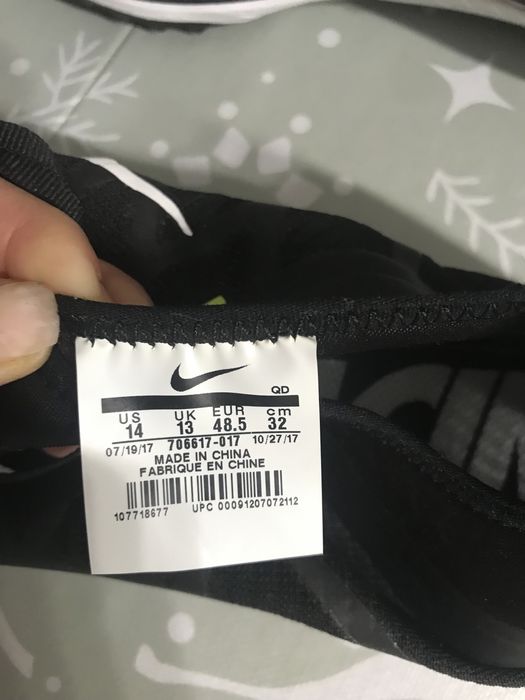 QD
US UK EUR cm
14 13 48.5 32
07/19/17 706617-017 10/27/17
MADE IN CHINA
FABRIQUE EN CHINE
107718677 UPC 00091207072112